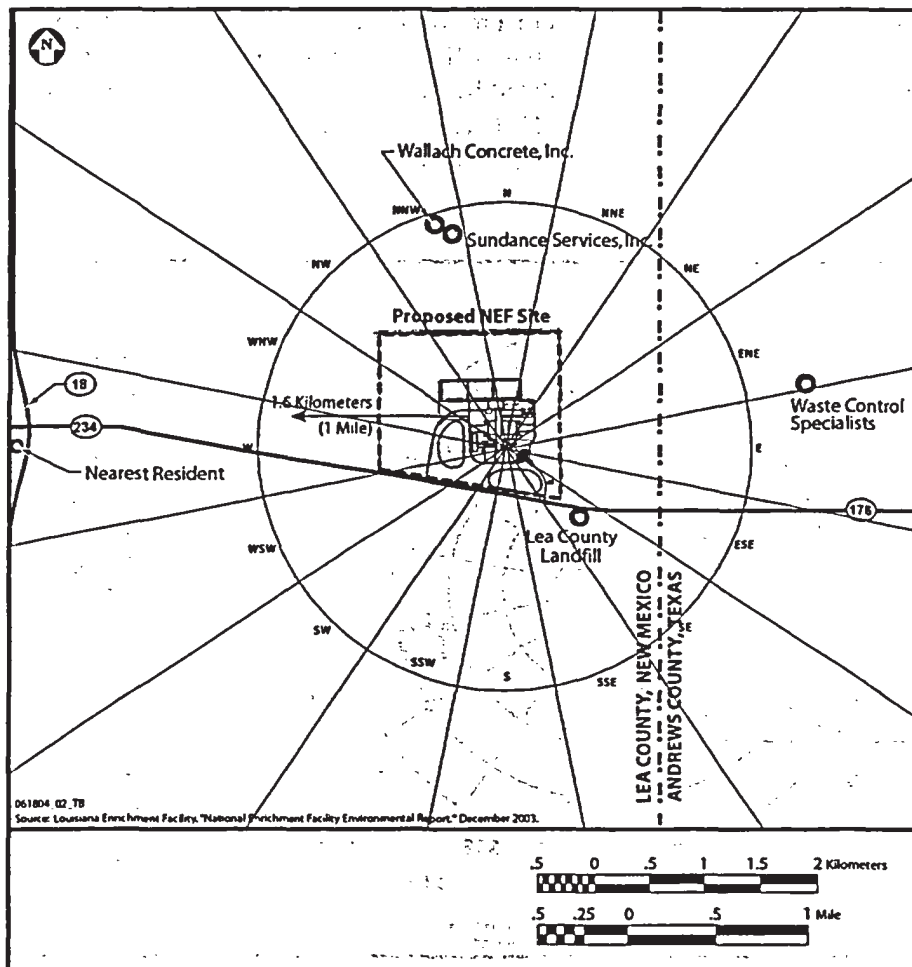 N
Wallach Concrete, Inc.
N
NNW
NNE
Sundance Services, Inc.
NW
NE
Proposed NEF Site
WNW
ENE
18
1.6 Kilometers
(1 Mile)
Waste Control
Specialists
234
W
E
Nearest Resident
176
Lea County
Landfill
WSW
ESE
SW
SE
SSW
S
SSE
LEA COUNTY, NEW MEXICO
ANDREWS COUNTY, TEXAS
061804_02_TB
Source: Louisiana Enrichment Facility, "National Enrichment Facility Environmental Report." December 2003.
.5 0 .5 1 1.5 2 Kilometers
.5 .25 0 .5 1 Mile